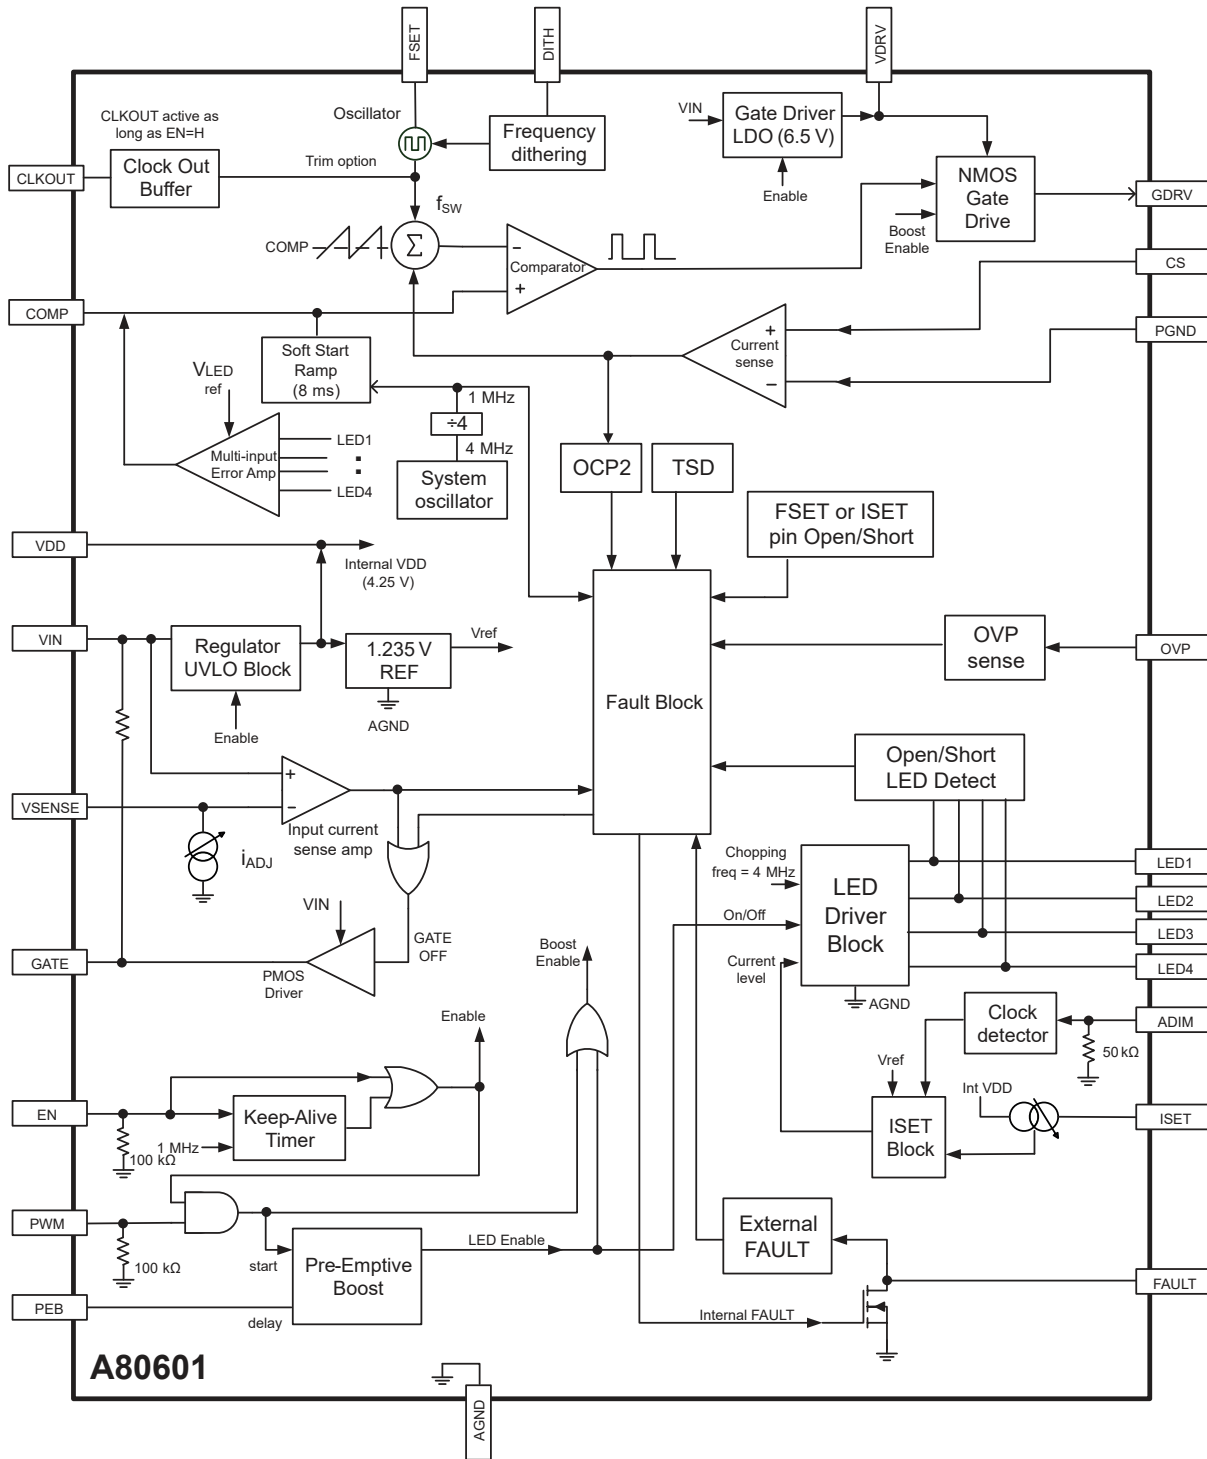 FSET
DITH
VDRV
CLKOUT active as
long as EN=H
Oscillator
VIN
Gate Driver
LDO (6.5 V)
Frequency
dithering
CLKOUT
Clock Out
Buffer
Trim option
Enable
NMOS
Gate
Drive
GDRV
fSW
Boost
Enable
COMP
Σ
−
Comparator
+
CS
COMP
PGND
+
Current
sense
−
Soft Start
Ramp
(8 ms)
VLED
ref
1 MHz
÷4
4 MHz
Multi-input
Error Amp
LED1
:
LED4
System
oscillator
OCP2
TSD
FSET or ISET
pin Open/Short
VDD
Internal VDD
(4.25 V)
VIN
Regulator
UVLO Block
1.235 V
REF
Vref
AGND
Enable
Fault Block
OVP
sense
OVP
Open/Short
LED Detect
+
−
VSENSE
Input current
sense amp
iADJ
Chopping
freq = 4 MHz
LED
Driver
Block
LED1
LED2
LED3
LED4
On/Off
Current
level
AGND
VIN
GATE
OFF
GATE
PMOS
Driver
Boost
Enable
Enable
Clock
detector
ADIM
50 kΩ
Vref
Int VDD
ISET
Block
ISET
EN
Keep-Alive
Timer
1 MHz
100 kΩ
PWM
100 kΩ
start
Pre-Emptive
Boost
LED Enable
External
FAULT
FAULT
PEB
delay
Internal FAULT
A80601
AGND